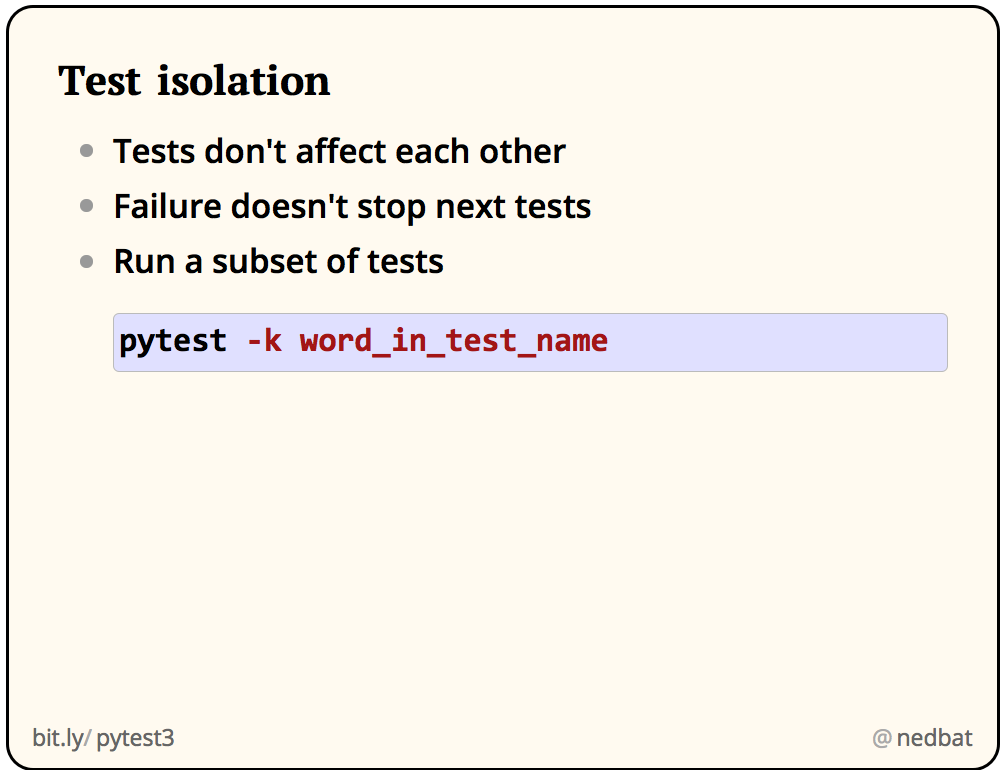 Test isolation
Tests don't affect each other
Failure doesn't stop next tests
Run a subset of tests
pytest -k word_in_test_name
bit.ly/ pytest3
@ nedbat